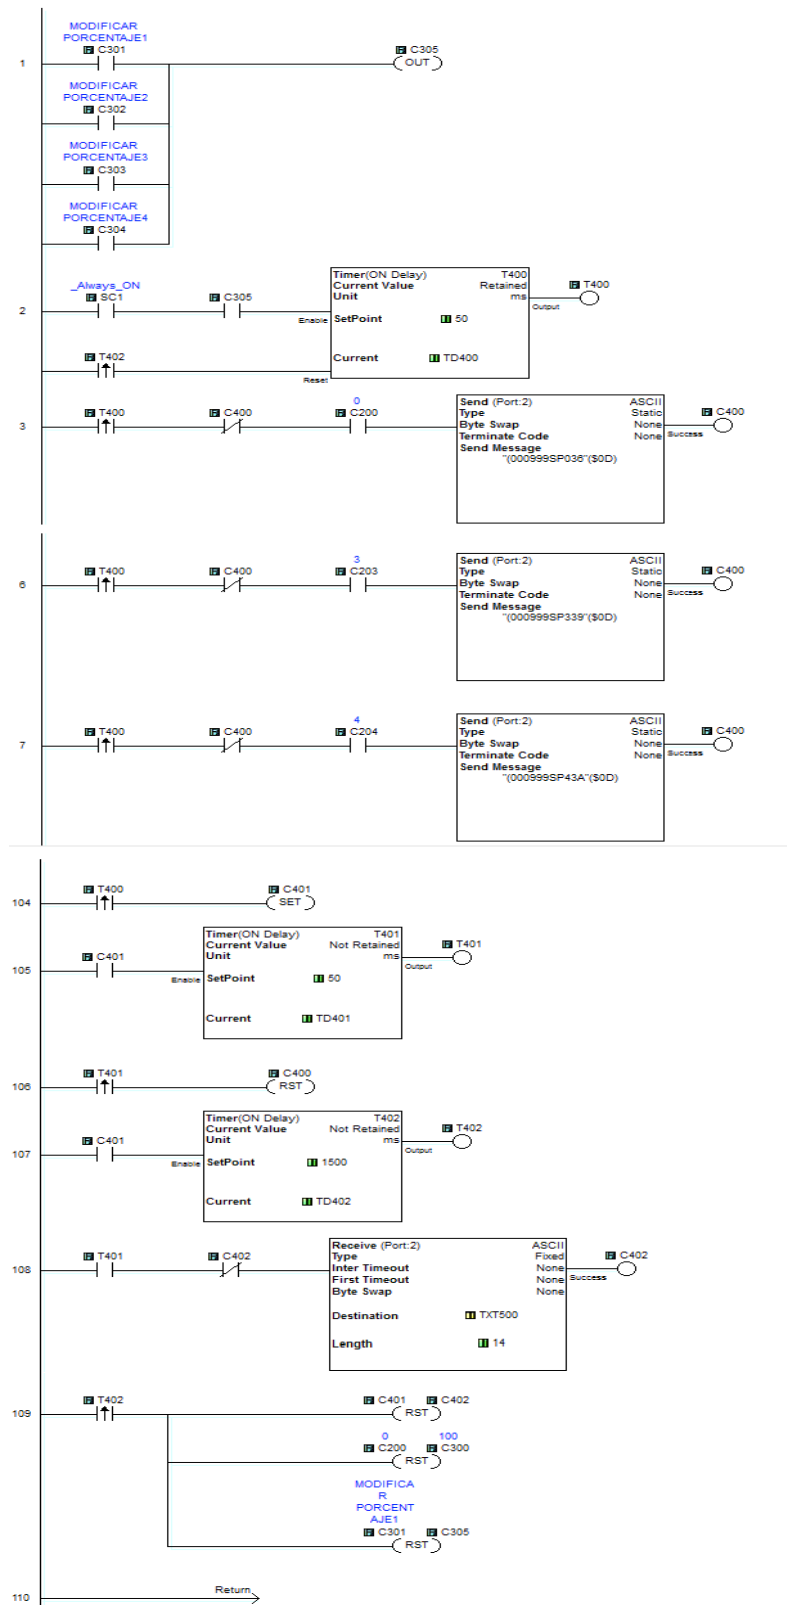 MODIFICAR
PORCENTAJE1
C301
C305
1
OUT
MODIFICAR
PORCENTAJE2
C302
MODIFICAR
PORCENTAJE3
C303
MODIFICAR
PORCENTAJE4
C304
Timer(ON Delay) T400
_Always_ON
Current Value Retained
T400
SC1
C305
Unit ms
Output
2
Enable
SetPoint 50
T402
Current TD400
Reset
0
Send (Port:2) ASCII
T400
C400
C200
Type Static
C400
3
Byte Swap None
Terminate Code None
Success
Send Message
"(000999SP036"($0D)
3
Send (Port:2) ASCII
T400
C400
C203
Type Static
C400
6
Byte Swap None
Terminate Code None
Success
Send Message
"(000999SP339"($0D)
4
Send (Port:2) ASCII
T400
C400
C204
Type Static
C400
7
Byte Swap None
Terminate Code None
Success
Send Message
"(000999SP43A"($0D)
T400
C401
104
SET
Timer(ON Delay) T401
Current Value Not Retained
T401
C401
Unit ms
Output
105
Enable
SetPoint 50
Current TD401
T401
C400
106
RST
Timer(ON Delay) T402
Current Value Not Retained
T402
C401
Unit ms
Output
107
Enable
SetPoint 1500
Current TD402
Receive (Port:2) ASCII
T401
C402
Type Fixed
C402
108
Inter Timeout None
First Timeout None
Success
Byte Swap None
Destination TXT500
Length 14
T402
C401 C402
109
RST
0 100
C200 C300
RST
MODIFICA
R
PORCENT
AJE1
C301 C305
RST
110
Return